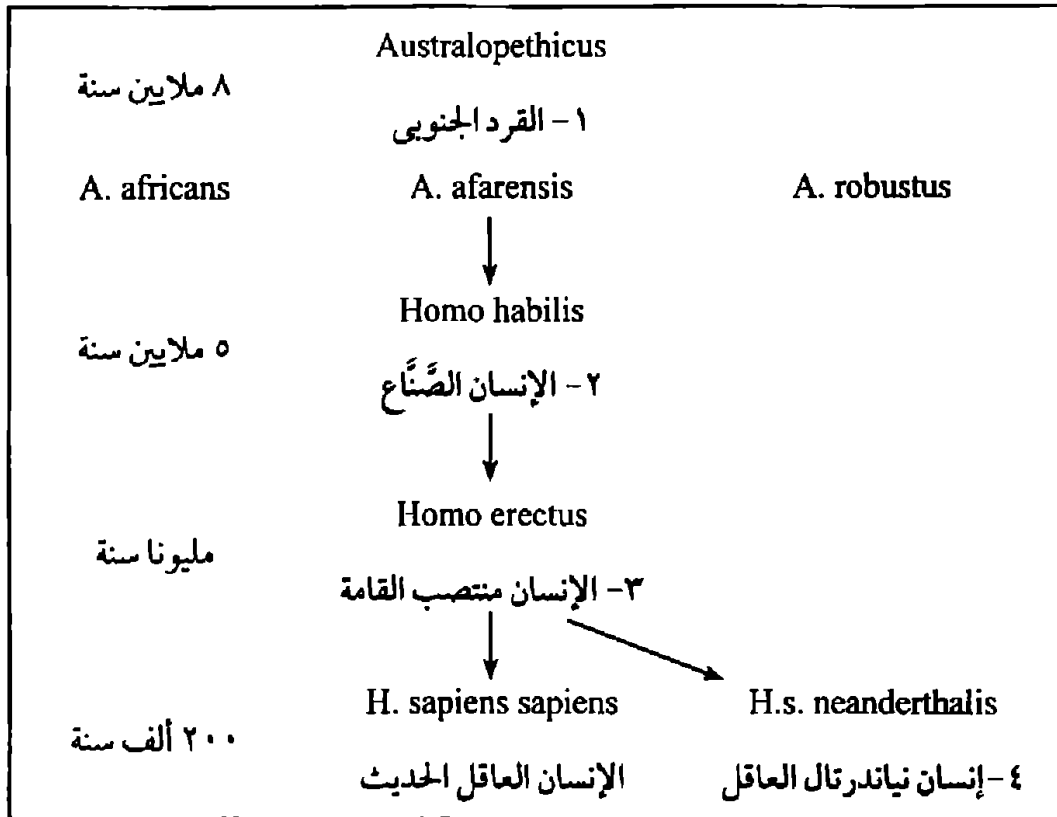 Australopethicus
٨ ملايين سنة
١- القرد الجنوبى
A. africans A. afarensis A. robustus
Homo habilis
٥ ملايين سنة
٢- الإنسان الصَّنَّاع
Homo erectus
مليونا سنة
٣- الإنسان منتصب القامة
H. sapiens sapiens H.s. neanderthalis
٢٠٠ ألف سنة
الإنسان العاقل الحديث ٤-إنسان نياندرتال العاقل